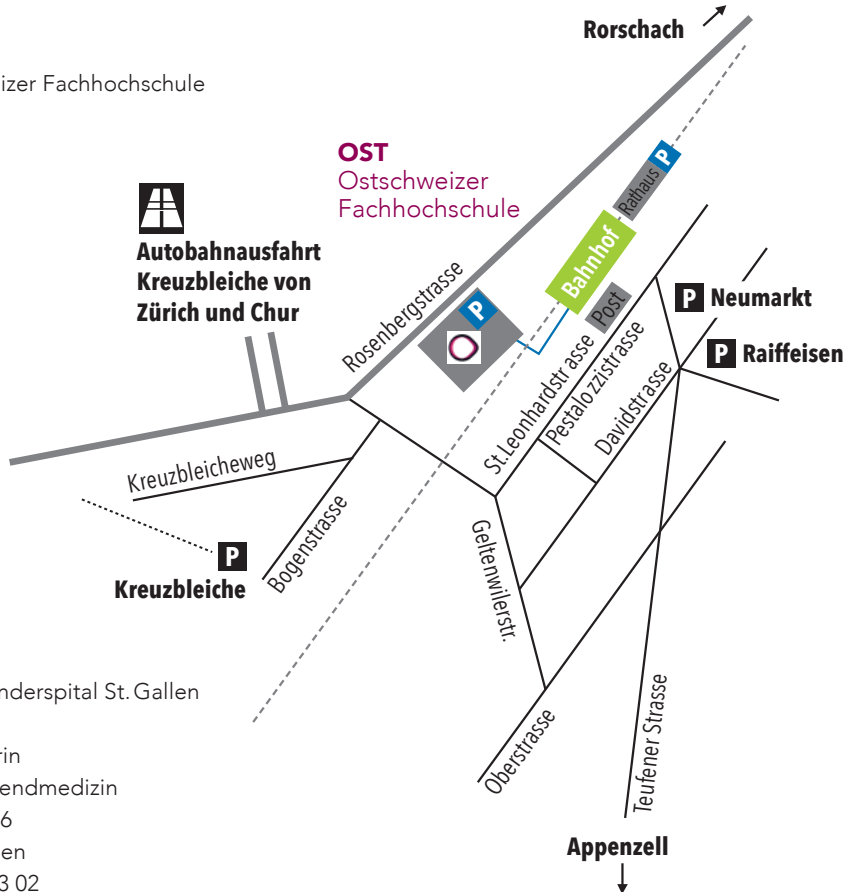 Rorschach
izer Fachhochschule
OST
Ostschweizer
Fachhochschule
P
Rathaus
Autobahnausfahrt
Kreuzbleiche von
Zürich und Chur
Bahnhof
Rosenbergstrasse
P
Post
P Neumarkt
P Raiffeisen
St.Leonhardstrasse
Pestalozzistrasse
Davidstrasse
Kreuzbleicheweg
Bogenstrasse
P
Kreuzbleiche
Geltenwilerstr.
nderspital St. Gallen
Oberstrasse
Teufener Strasse
rin
endmedizin
6
en
Appenzell
3 02